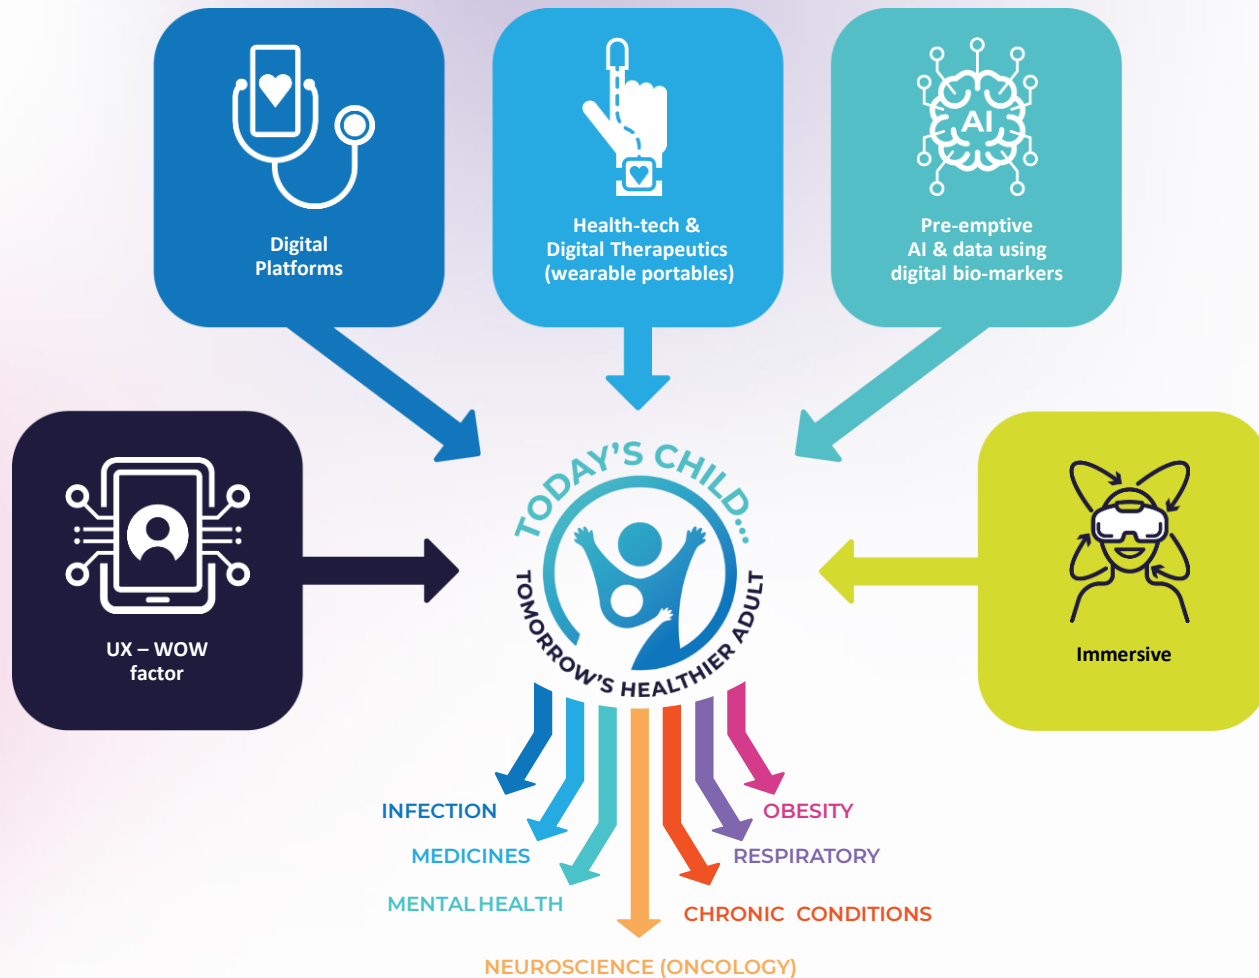 Digital
Platforms
Health-tech &
Digital Therapeutics
(wearable portables)
AI
Pre-emptive
AI & data using
digital bio-markers
UX – WOW
factor
TODAY'S CHILD...
TOMORROW'S HEALTHIER ADULT
Immersive
INFECTION
OBESITY
MEDICINES
RESPIRATORY
MENTAL HEALTH
CHRONIC CONDITIONS
NEUROSCIENCE (ONCOLOGY)